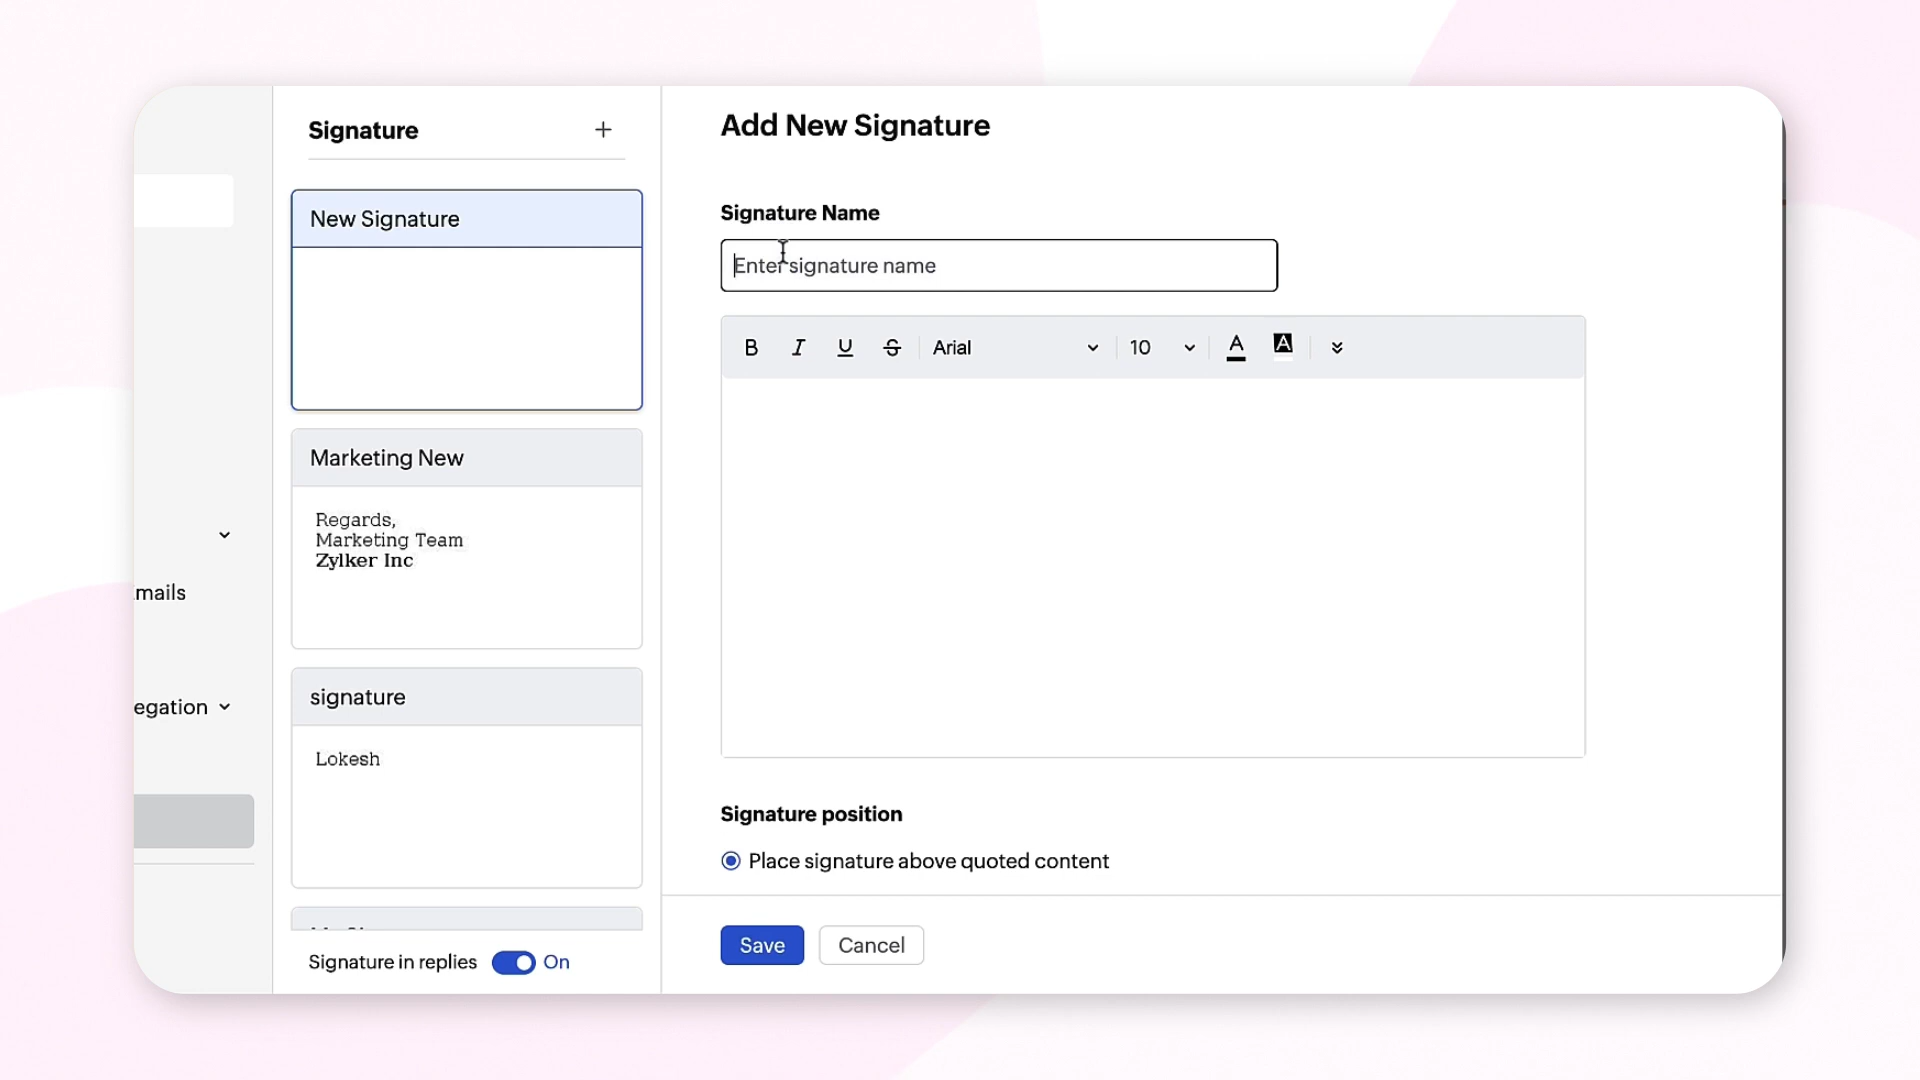 Signature
New Signature
Marketing New
Regards,
Marketing Team
Zylker Inc
signature
Lokesh
Signature in replies On
mails
egation
Add New Signature
Signature Name
Enter signature name
B I U S Arial 10 A A
Signature position
Place signature above quoted content
Save Cancel